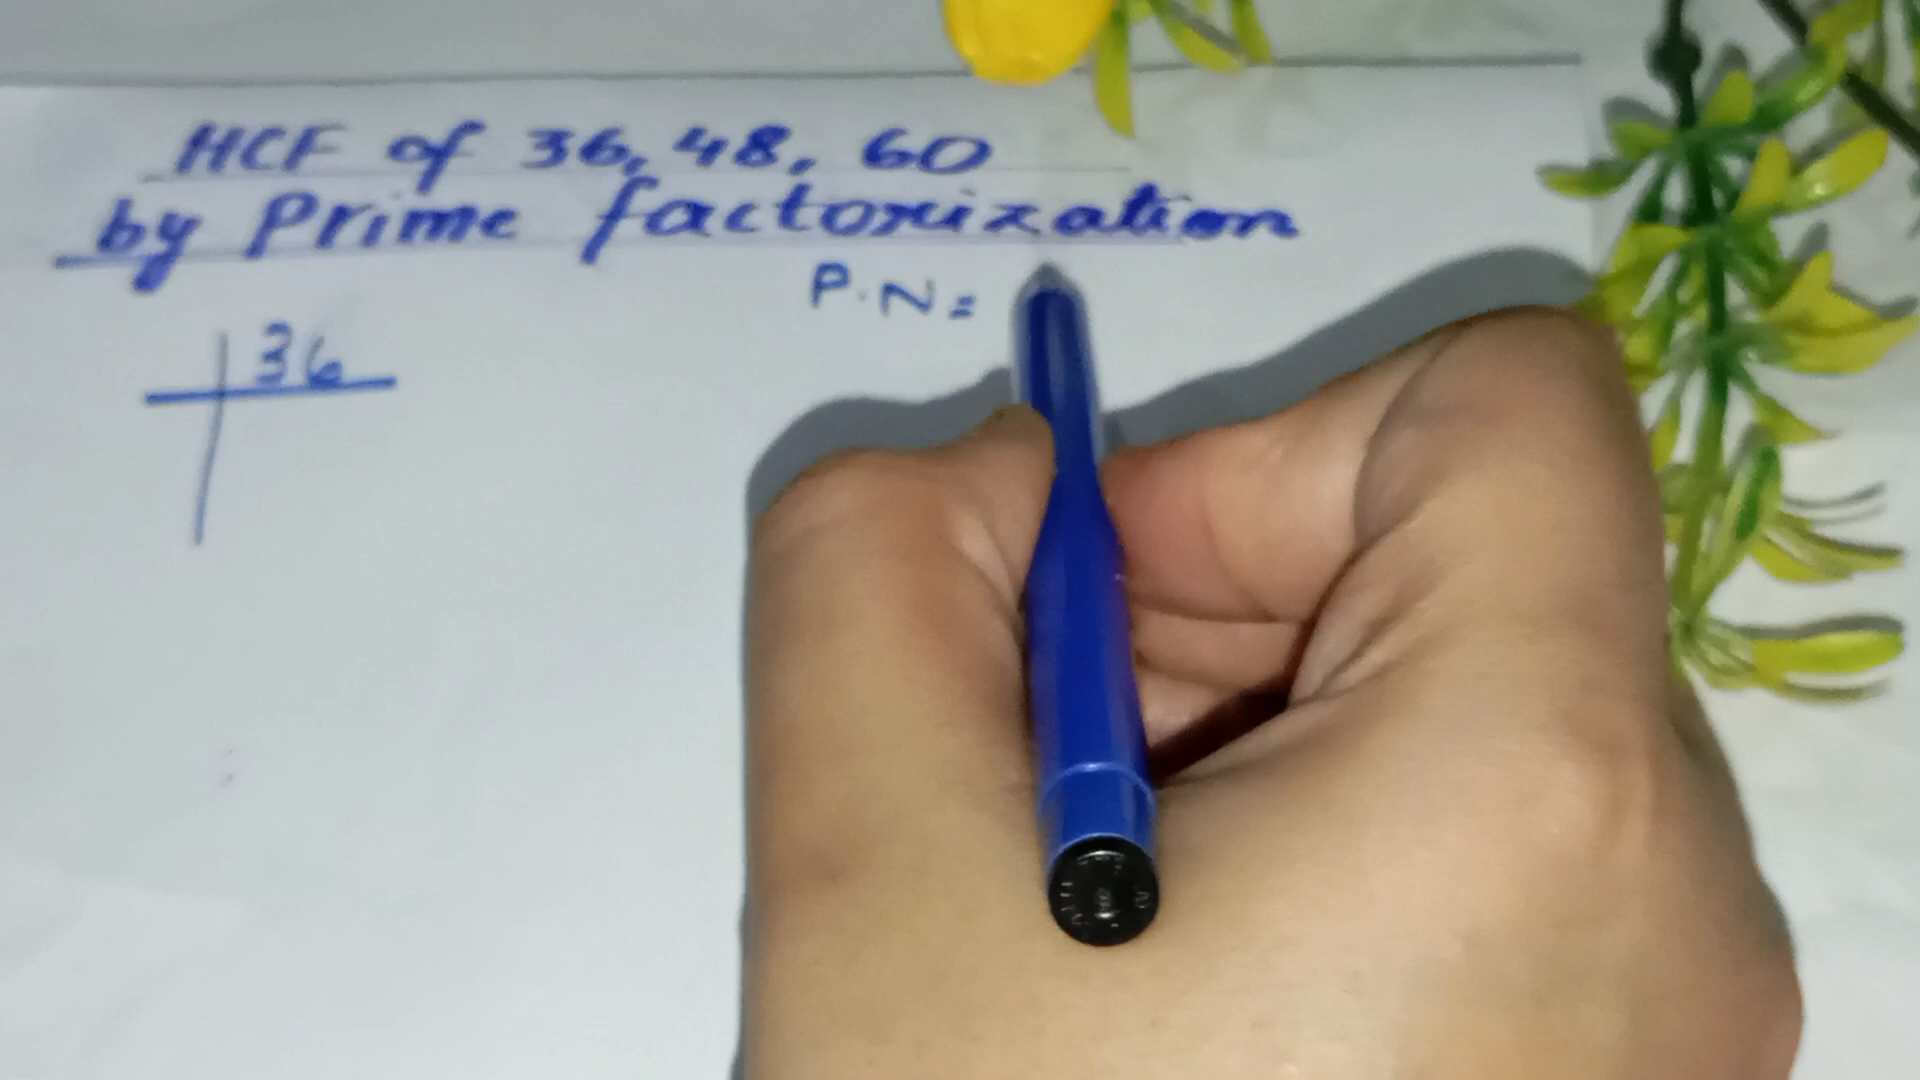 HCF of 36, 48, 60
by Prime factorization
P.N =
36